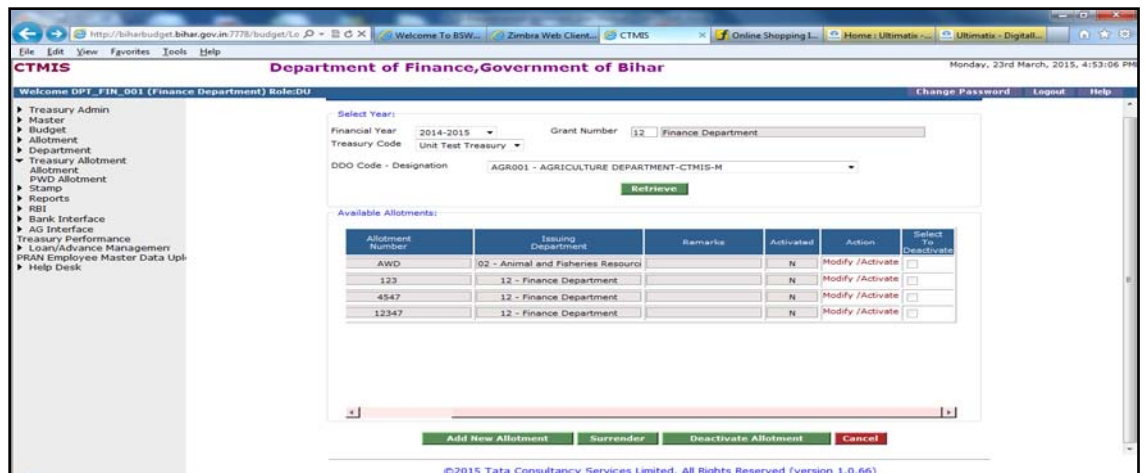 http://biharbudget.bihar.gov.in:7778/budget/Lo
Welcome To BSW... Zimbra Web Client... CTMIS Online Shopping I... Home : Ultimatix -... Ultimatix - Digitall...
File Edit View Favorites Tools Help
CTMIS Department of Finance,Government of Bihar Monday, 23rd March, 2015, 4:53:06 PM
Welcome DPT_FIN_001 (Finance Department) Role:DU Change Password Logout Help
Treasury Admin
Master
Budget
Allotment
Department
Treasury Allotment
Allotment
PWD Allotment
Stamp
Reports
RBI
Bank Interface
AG Interface
Treasury Performance
Loan/Advance Managemen
PRAN Employee Master Data Upl
Help Desk
Select Year:
Financial Year 2014-2015 Grant Number 12 Finance Department
Treasury Code Unit Test Treasury
DDO Code - Designation AGR001 - AGRICULTURE DEPARTMENT-CTMIS-M
Retrieve
Available Allotments:
Allotment Number Issuing Department Remarks Activated Action Select To Deactivate
AWD 02 - Animal and Fisheries Resourc N Modify /Activate
123 12 - Finance Department N Modify /Activate
4547 12 - Finance Department N Modify /Activate
12347 12 - Finance Department N Modify /Activate
Add New Allotment Surrender Deactivate Allotment Cancel
©2015 Tata Consultancy Services Limited. All Rights Reserved (version 1.0.66)